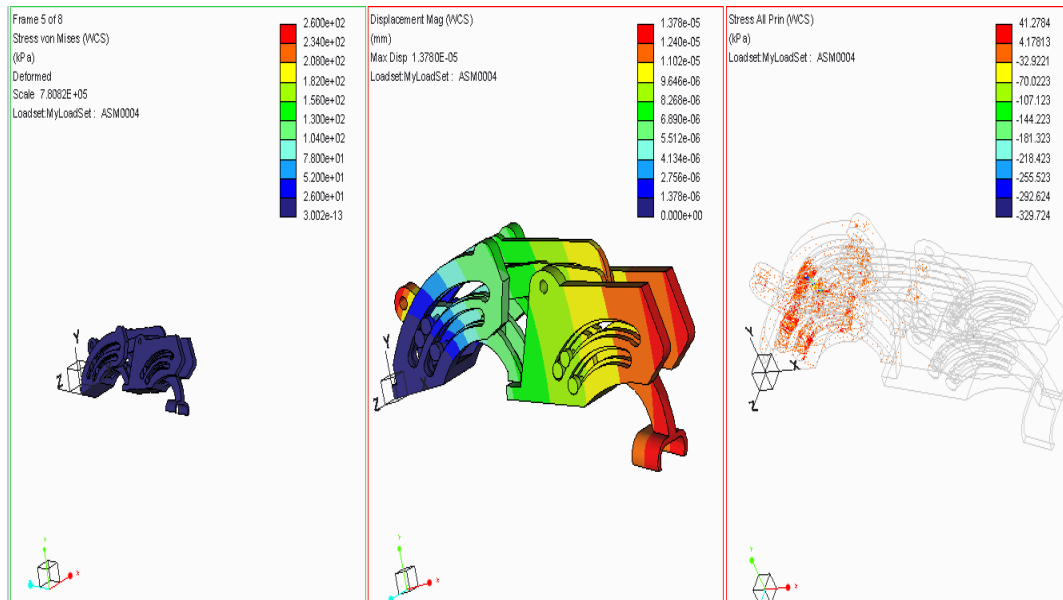 Frame 5 of 8
Stress von Mises (WCS)
(kPa)
Deformed
Scale 7.8082E+05
Loadset:MyLoadSet : ASM0004
2.600e+02
2.340e+02
2.080e+02
1.820e+02
1.560e+02
1.300e+02
1.040e+02
7.800e+01
5.200e+01
2.600e+01
3.002e-13
Y
Z
Y
X
Displacement Mag (WCS)
(mm)
Max Disp 1.3780E-05
Loadset:MyLoadSet : ASM0004
1.378e-05
1.240e-05
1.102e-05
9.646e-06
8.268e-06
6.890e-06
5.512e-06
4.134e-06
2.756e-06
1.378e-06
0.000e+00
Y
Z
Y
X
Stress All Prin (WCS)
(kPa)
Loadset:MyLoadSet : ASM0004
41.2784
4.17813
-32.9221
-70.0223
-107.123
-144.223
-181.323
-218.423
-255.523
-292.624
-329.724
Y
X
Z
Y
X